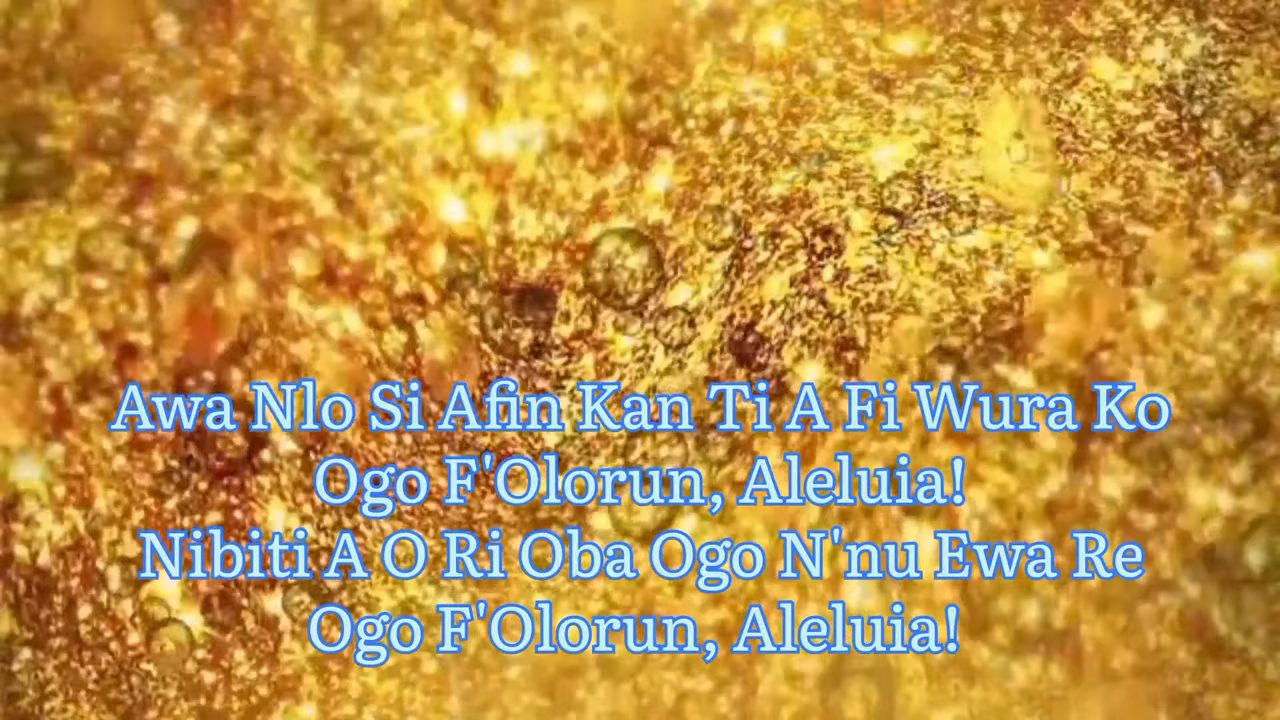 Awa Nlo Si Afin Kan Ti A Fi Wura Ko
Ogo F'Olorun, Aleluia!
Nibiti A O Ri Oba Ogo N'nu Ewa Re
Ogo F'Olorun, Aleluia!